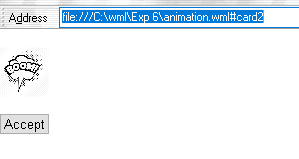 Address file:///C:\wml\Exp 6\animation.wml#card2
BOOM!
Accept